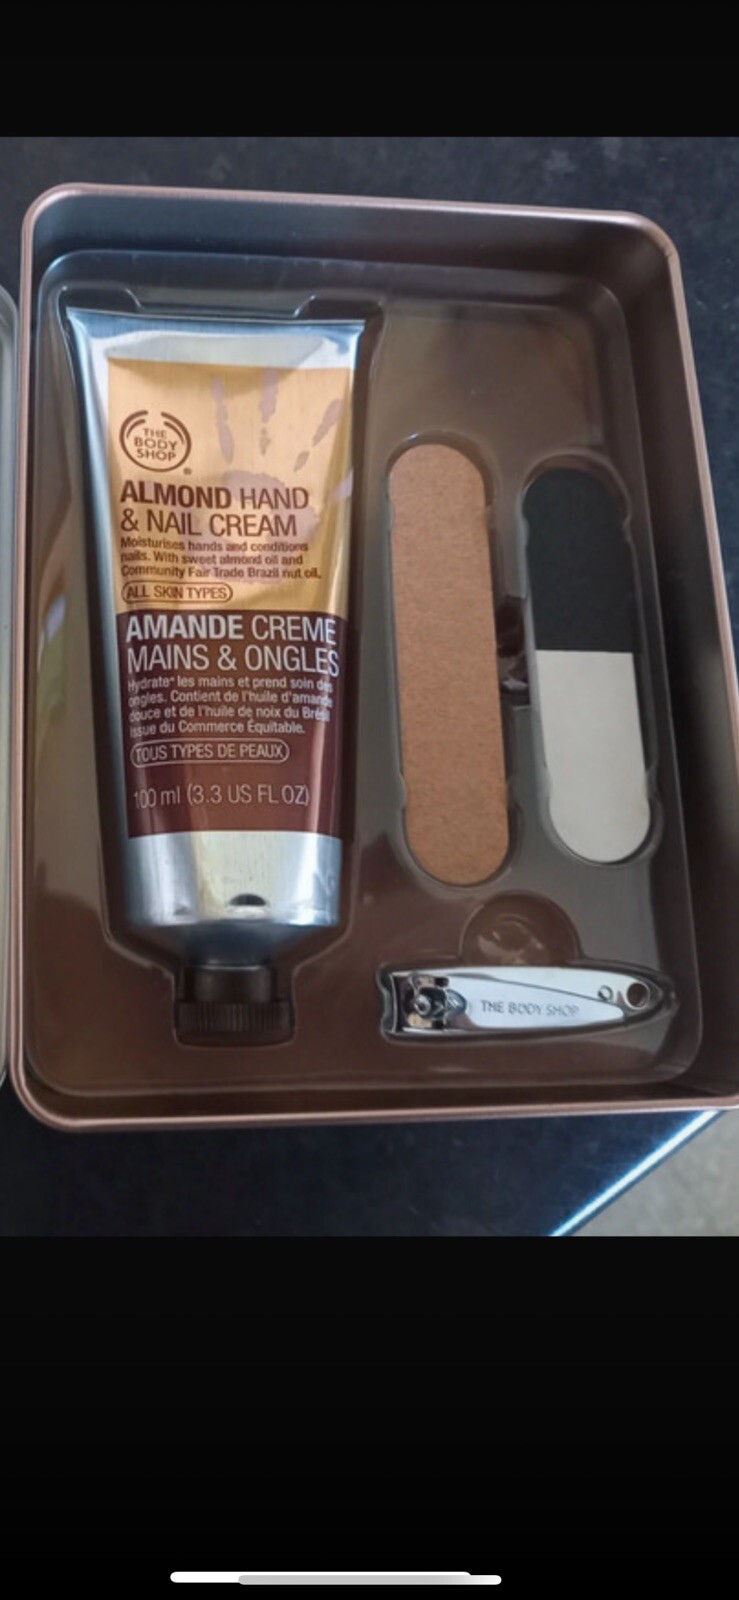 THE
BODY
SHOP
®
ALMOND HAND
& NAIL CREAM
Moisturises hands and conditions
nails. With sweet almond oil and
Community Fair Trade Brazil nut oil.
ALL SKIN TYPES
AMANDE CREME
MAINS & ONGLES
Hydrate* les mains et prend soin des
ongles. Contient de l'huile d'amande
douce et de l'huile de noix du Brésil
issue du Commerce Équitable.
TOUS TYPES DE PEAUX
100 ml (3.3 US FL OZ)
THE BODY SHOP